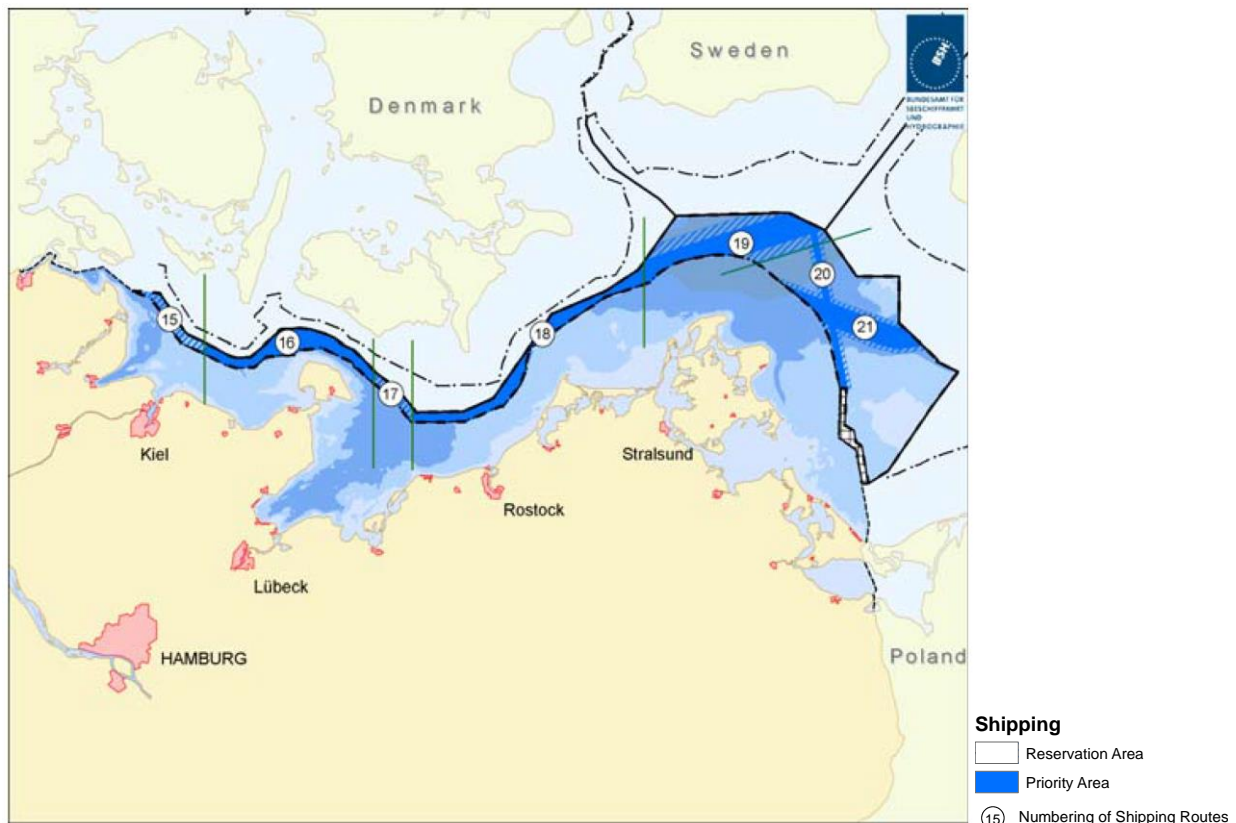 Sweden
BSH
BUNDESAMT FÜR
SEESCHIFFFAHRT
UND
HYDROGRAPHIE
Denmark
19
20
15
21
16
18
17
Kiel
Stralsund
Rostock
Lübeck
HAMBURG
Poland
Shipping
Reservation Area
Priority Area
15 Numbering of Shipping Routes